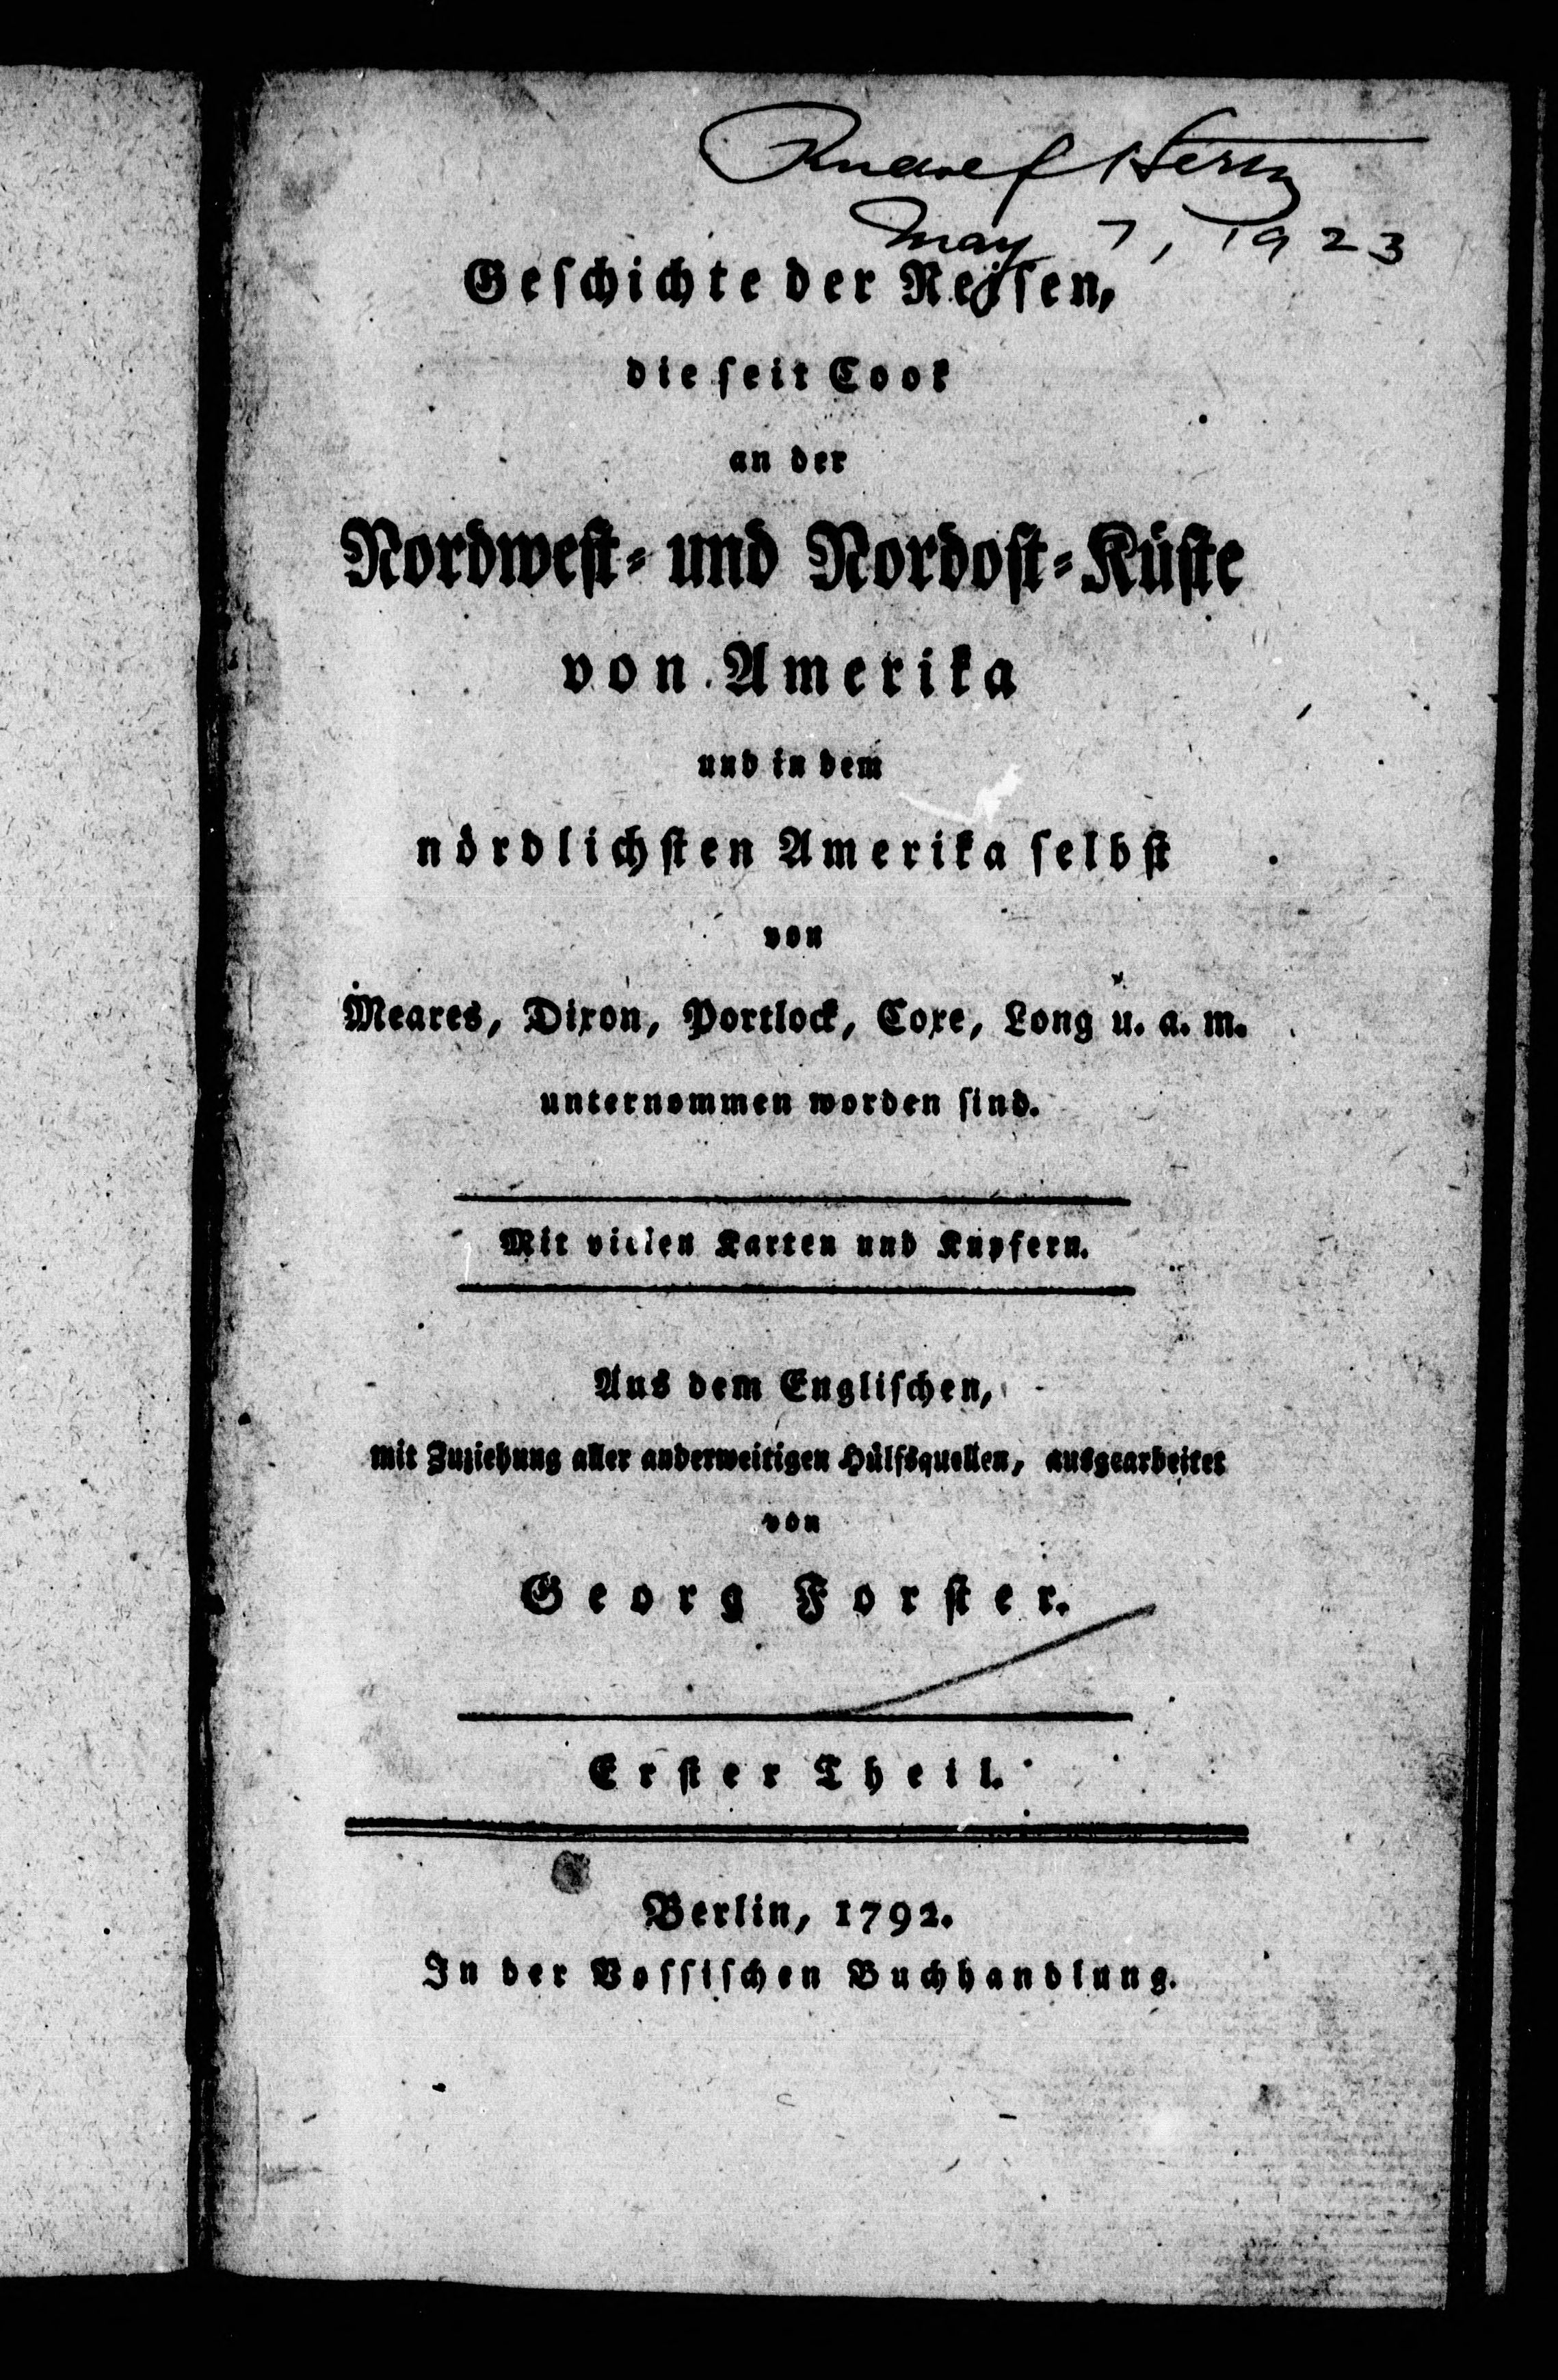 Rudolf Hertz
May 7, 1923
Geschichte der Reisen,
die seit Cook
an der
Nordwest- und Nordost-Küste
von Amerika
und in dem
nördlichsten Amerika selbst
von
Meares, Dixon, Portlock, Coxe, Long u. a. m.
unternommen worden sind.
Mit vielen Karten und Kupfern.
Aus dem Englischen,
mit Zuziehung aller anderweitigen Hülfsquellen, ausgearbeitet
von
Georg Forster.
Erster Theil.
Berlin, 1792.
In der Vossischen Buchhandlung.